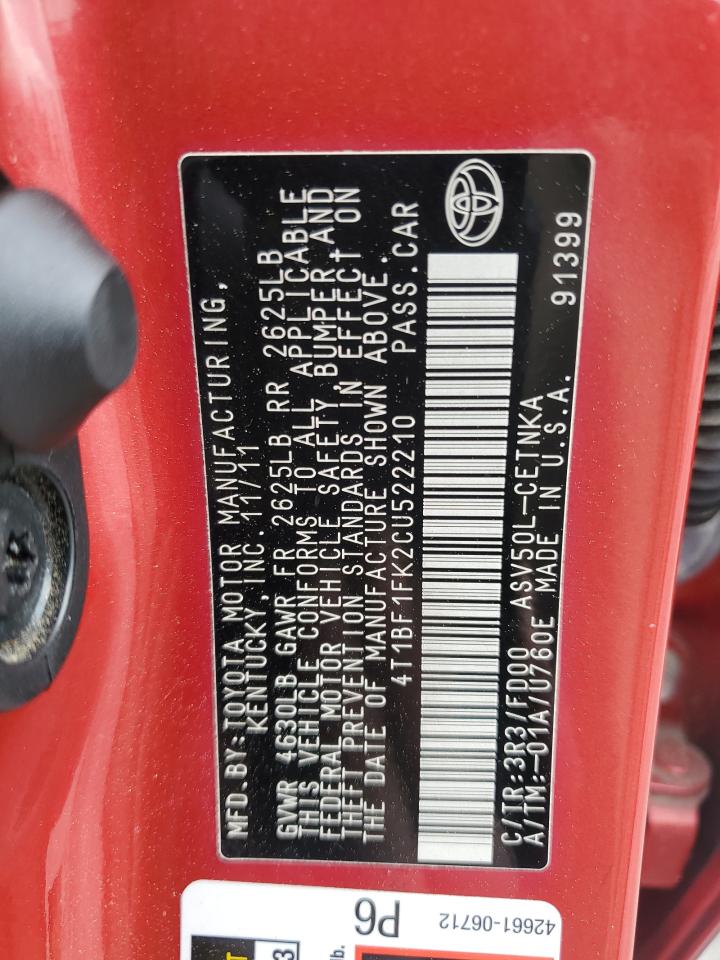 MFD.BY:TOYOTA MOTOR MANUFACTURING,
KENTUCKY, INC. 11/11
GVWR 4630LB GAWR FR 2625LB RR 2625LB
THIS VEHICLE CONFORMS TO ALL APPLICABLE
FEDERAL MOTOR VEHICLE SAFETY, BUMPER, AND
THEFT PREVENTION STANDARDS IN EFFECT ON
THE DATE OF MANUFACTURE SHOWN ABOVE.
4T1BF1FK2CU522210 PASS.CAR
C/TR:3R3/FD00 ASV50L-CETNKA
A/TM:-01A/U760E MADE IN U.S.A. 91399
P6
42661-06712
lb.
3